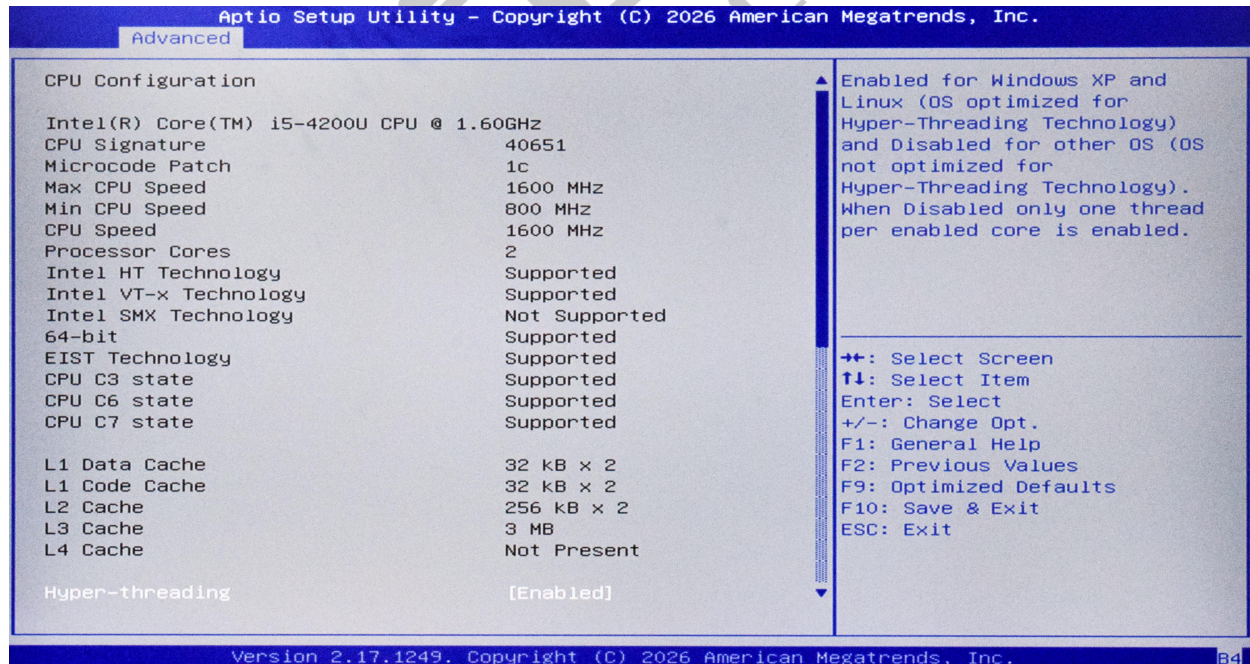 Aptio Setup Utility – Copyright (C) 2026 American Megatrends, Inc.
Advanced
CPU Configuration
Intel(R) Core(TM) i5-4200U CPU @ 1.60GHz
CPU Signature 40651
Microcode Patch 1c
Max CPU Speed 1600 MHz
Min CPU Speed 800 MHz
CPU Speed 1600 MHz
Processor Cores 2
Intel HT Technology Supported
Intel VT-x Technology Supported
Intel SMX Technology Not Supported
64-bit Supported
EIST Technology Supported
CPU C3 state Supported
CPU C6 state Supported
CPU C7 state Supported
L1 Data Cache 32 kB x 2
L1 Code Cache 32 kB x 2
L2 Cache 256 kB x 2
L3 Cache 3 MB
L4 Cache Not Present
Hyper-threading [Enabled]
Enabled for Windows XP and
Linux (OS optimized for
Hyper-Threading Technology)
and Disabled for other OS (OS
not optimized for
Hyper-Threading Technology).
When Disabled only one thread
per enabled core is enabled.
→←: Select Screen
↑↓: Select Item
Enter: Select
+/-: Change Opt.
F1: General Help
F2: Previous Values
F9: Optimized Defaults
F10: Save & Exit
ESC: Exit
Version 2.17.1249. Copyright (C) 2026 American Megatrends, Inc.
B4